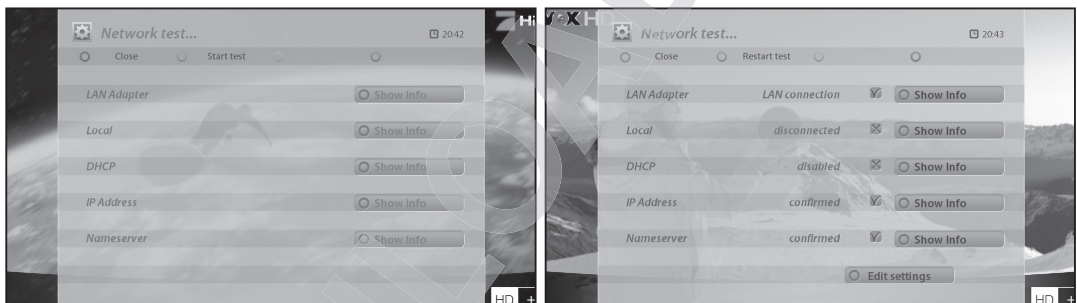 Network test...
20:42
Close
Start test
LAN Adapter
Show Info
Local
Show Info
DHCP
Show Info
IP Address
Show Info
Nameserver
Show Info
HD +
VOX HD
Network test...
20:43
Close
Restart test
LAN Adapter LAN connection Show Info
Local disconnected Show Info
DHCP disabled Show Info
IP Address confirmed Show Info
Nameserver confirmed Show Info
Edit settings
HD +